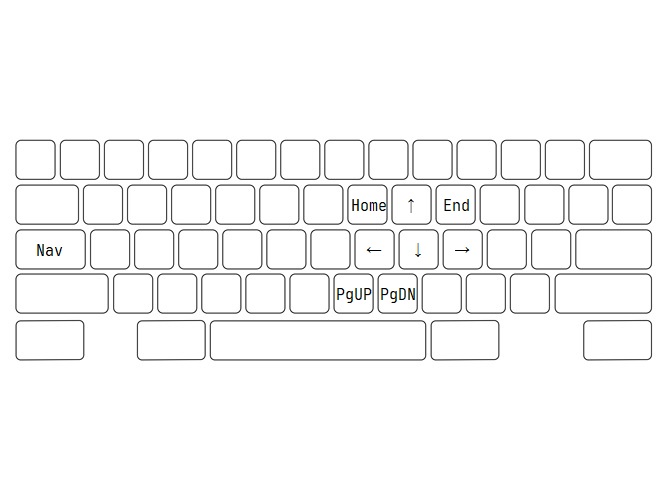 Home ↑ End
Nav ← ↓ →
PgUP PgDN